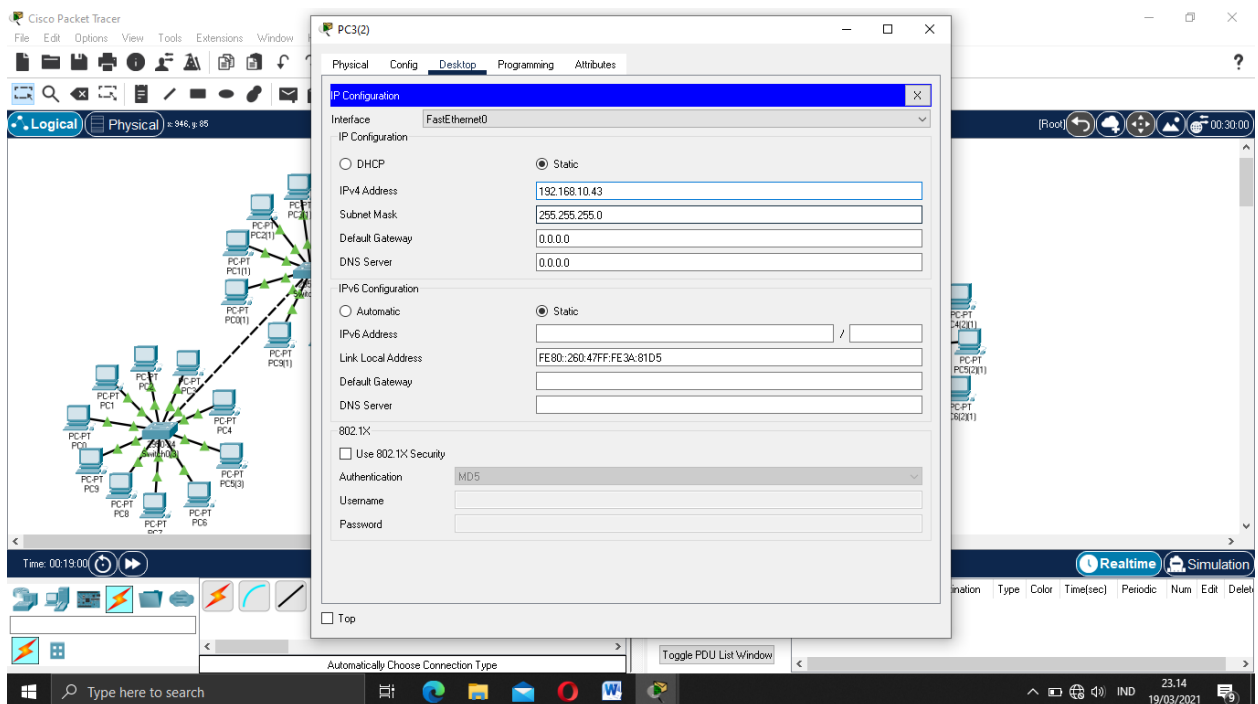 Cisco Packet Tracer
File Edit Options View Tools Extensions Window
?
Logical Physical x: 946, y: 85
[Root] 00:30:00
PC3(2)
Physical Config Desktop Programming Attributes
IP Configuration X
Interface FastEthernet0
IP Configuration
DHCP Static
IPv4 Address 192.168.10.43
Subnet Mask 255.255.255.0
Default Gateway 0.0.0.0
DNS Server 0.0.0.0
IPv6 Configuration
Automatic Static
IPv6 Address /
Link Local Address FE80::260:47FF:FE3A:81D5
Default Gateway
DNS Server
802.1X
Use 802.1X Security
Authentication MD5
Username
Password
Top
PC-PT
PC2(1)
PC-PT
PC1(1)
PC-PT
PC0(1)
PC-PT
PC9(1)
PC-PT
PC1
PC-PT
PC4
PC-PT
PC-PT
PC5(3)
PC-PT
PC9
PC-PT
PC8
PC-PT
PC-PT
PC6
Switch0(3)
PC-PT
PC-PT
PC5(2)(1)
PC-PT
Time: 00:19:00
Realtime Simulation
Type Color Time(sec) Periodic Num Edit
Automatically Choose Connection Type
Toggle PDU List Window
Type here to search
IND
23.14
19/03/2021